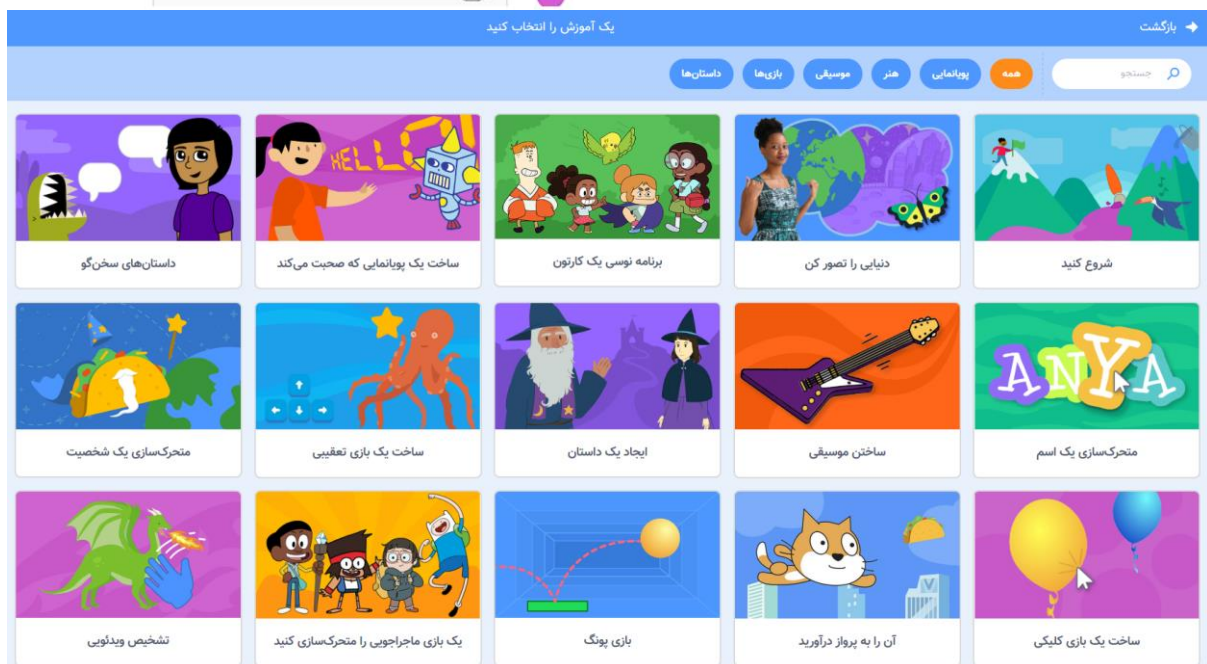 یک آموزش را انتخاب کنید
بازگشت
جستجو
همه
پویانمایی
هنر
موسیقی
بازی‌ها
داستان‌ها
HELLO
شروع کنید
دنیایی را تصور کن
برنامه نوسی یک کارتون
ساخت یک پویانمایی که صحبت می‌کند
داستان‌های سخن‌گو
ANYA
متحرک‌سازی یک اسم
ساختن موسیقی
ایجاد یک داستان
ساخت یک بازی تعقیبی
متحرک‌سازی یک شخصیت
ساخت یک بازی کلیکی
آن را به پرواز درآورید
بازی پونگ
یک بازی ماجراجویی را متحرک‌سازی کنید
تشخیص ویدئویی